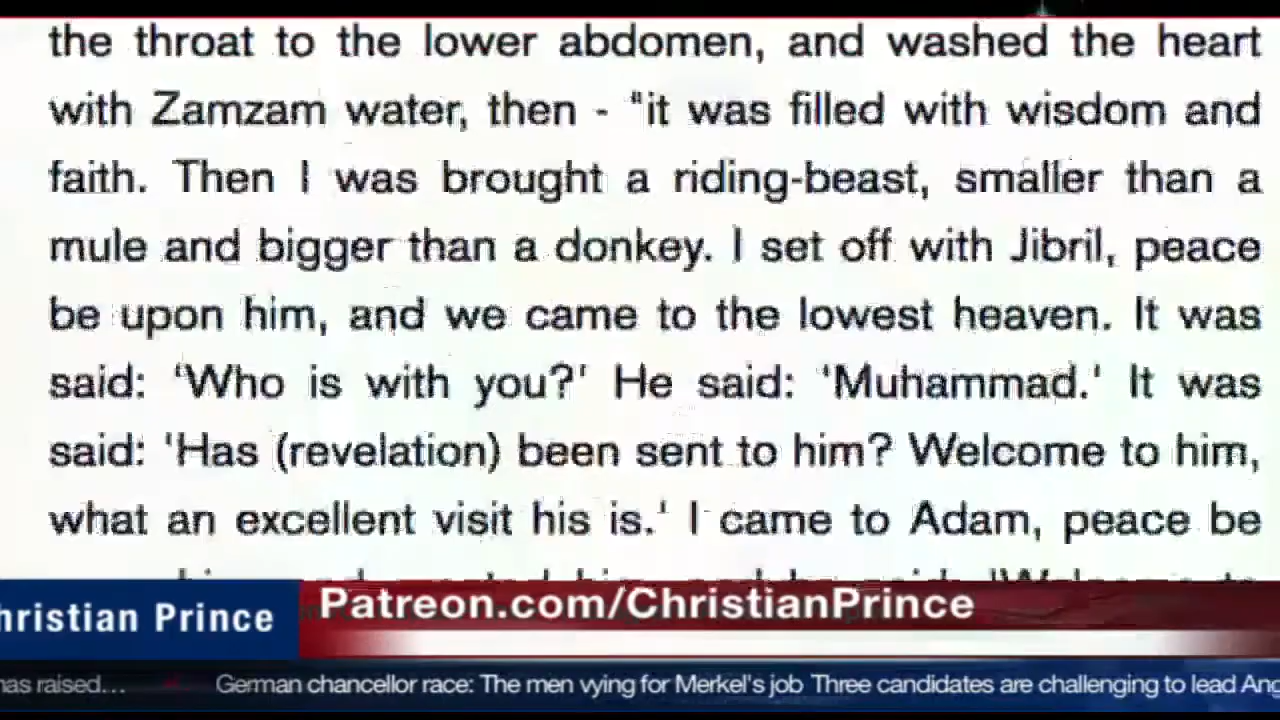 the throat to the lower abdomen, and washed the heart
with Zamzam water, then - "it was filled with wisdom and
faith. Then I was brought a riding-beast, smaller than a
mule and bigger than a donkey. I set off with Jibril, peace
be upon him, and we came to the lowest heaven. It was
said: 'Who is with you?' He said: 'Muhammad.' It was
said: 'Has (revelation) been sent to him? Welcome to him,
what an excellent visit his is.' I came to Adam, peace be
hristian Prince
Patreon.com/ChristianPrince
has raised... German chancellor race: The men vying for Merkel's job Three candidates are challenging to lead Ang